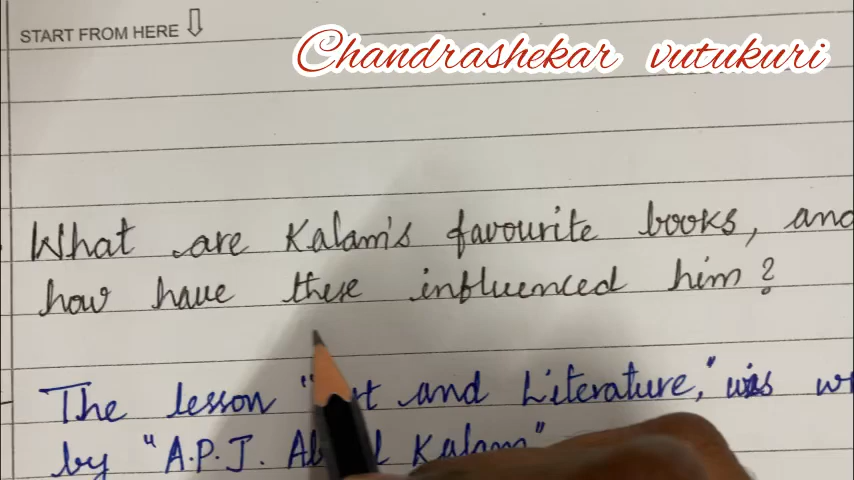 START FROM HERE
Chandrashekar vutukuri
What are Kalam's favourite books, and
how have these influenced him?
The lesson and Literature," was
by "A.P.J. Kalam"